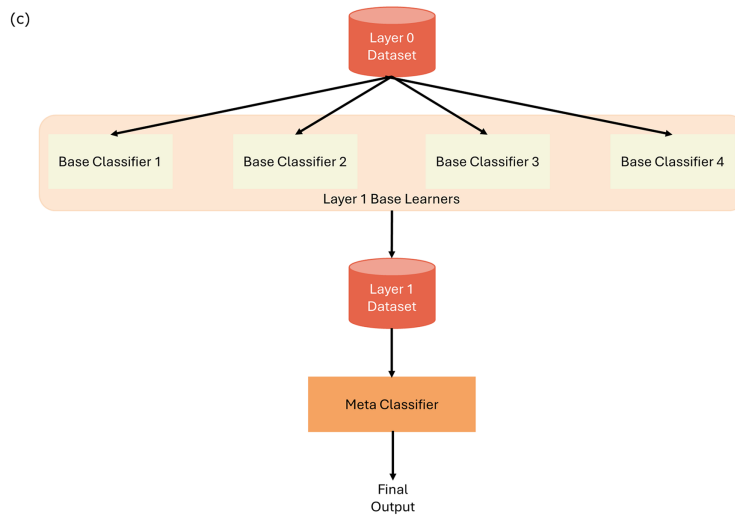 (c)
Layer 0
Dataset
Base Classifier 1
Base Classifier 2
Base Classifier 3
Base Classifier 4
Layer 1 Base Learners
Layer 1
Dataset
Meta Classifier
Final
Output